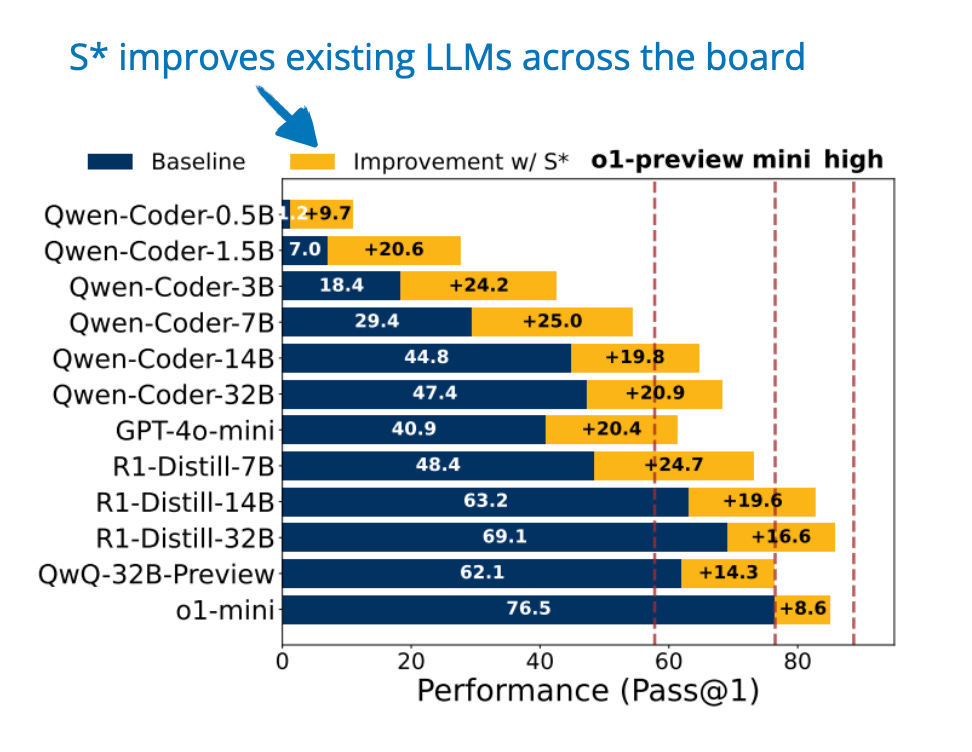 S* improves existing LLMs across the board
Baseline Improvement w/ S* o1-preview mini high
Qwen-Coder-0.5B 1.2 +9.7
Qwen-Coder-1.5B 7.0 +20.6
Qwen-Coder-3B 18.4 +24.2
Qwen-Coder-7B 29.4 +25.0
Qwen-Coder-14B 44.8 +19.8
Qwen-Coder-32B 47.4 +20.9
GPT-4o-mini 40.9 +20.4
R1-Distill-7B 48.4 +24.7
R1-Distill-14B 63.2 +19.6
R1-Distill-32B 69.1 +16.6
QwQ-32B-Preview 62.1 +14.3
o1-mini 76.5 +8.6
0 20 40 60 80
Performance (Pass@1)